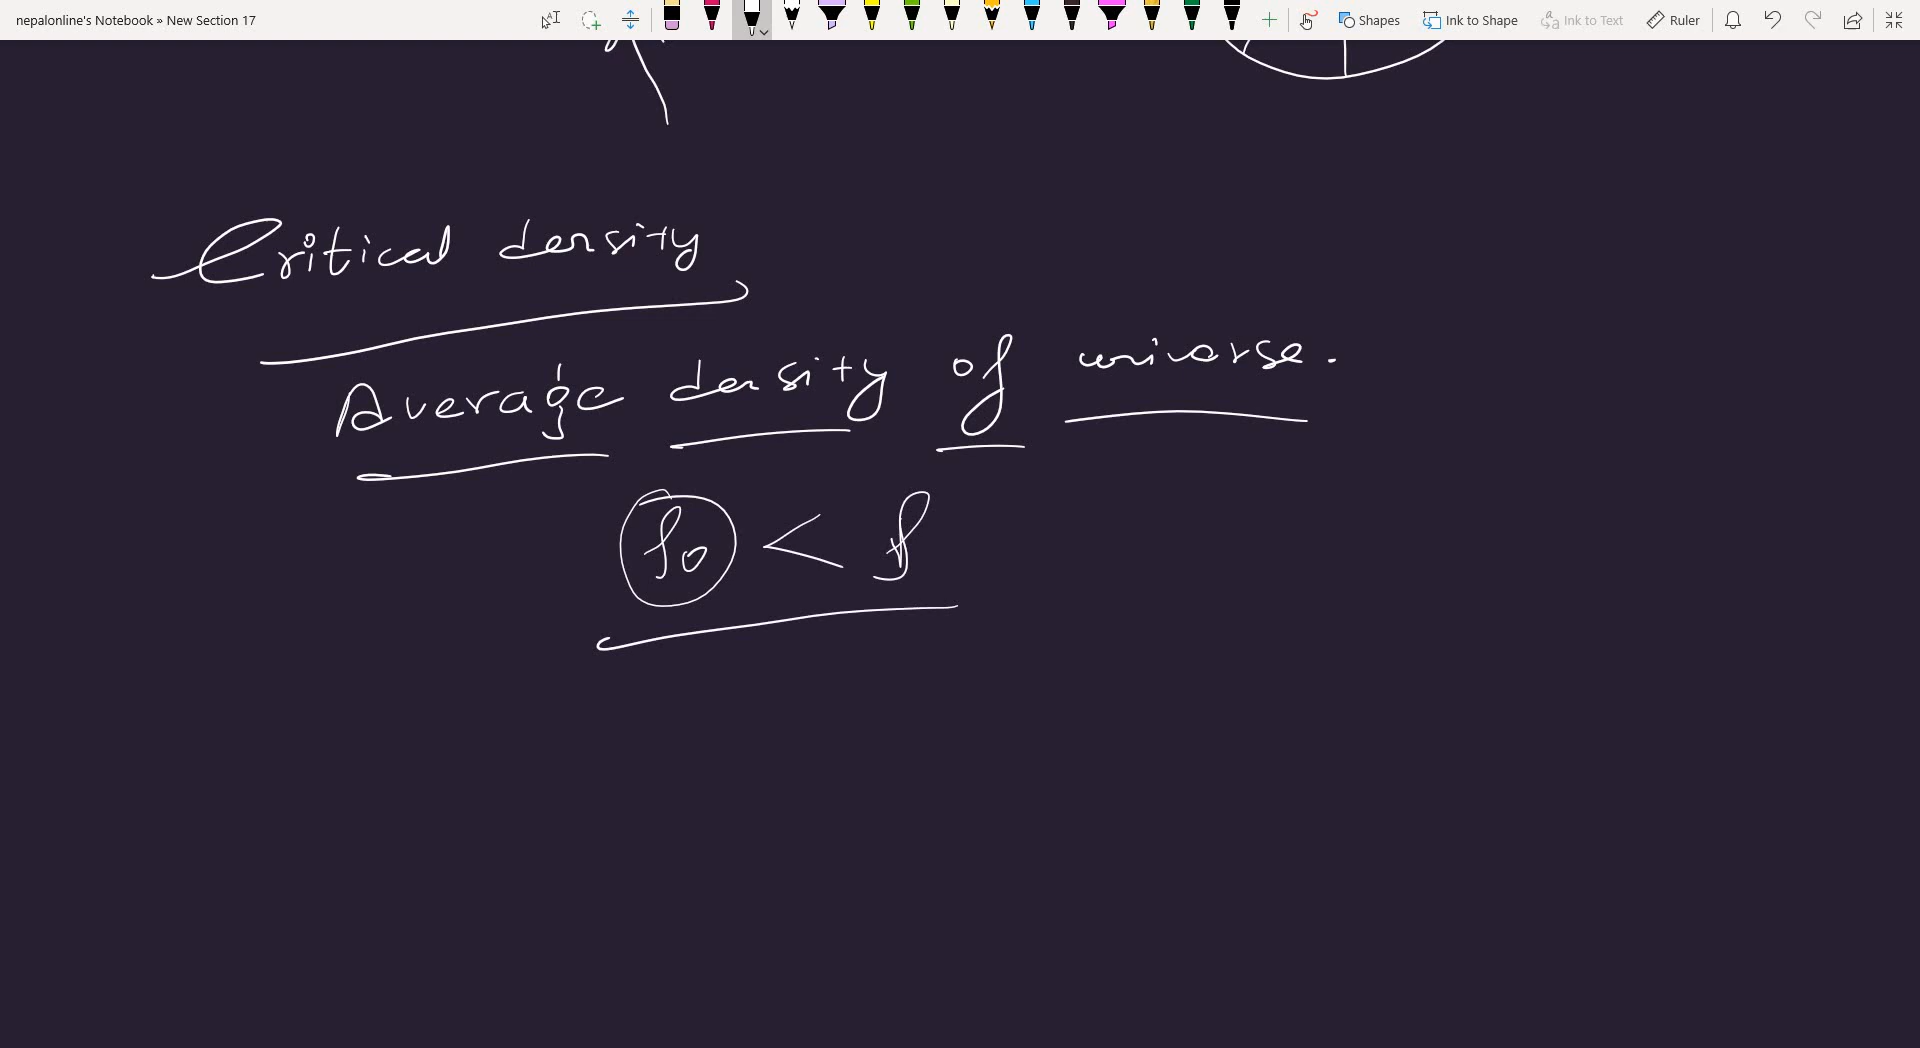 nepalonline's Notebook » New Section 17
Shapes
Ink to Shape
Ink to Text
Ruler
Critical density
Average density of universe.
ρ₀ < ρ